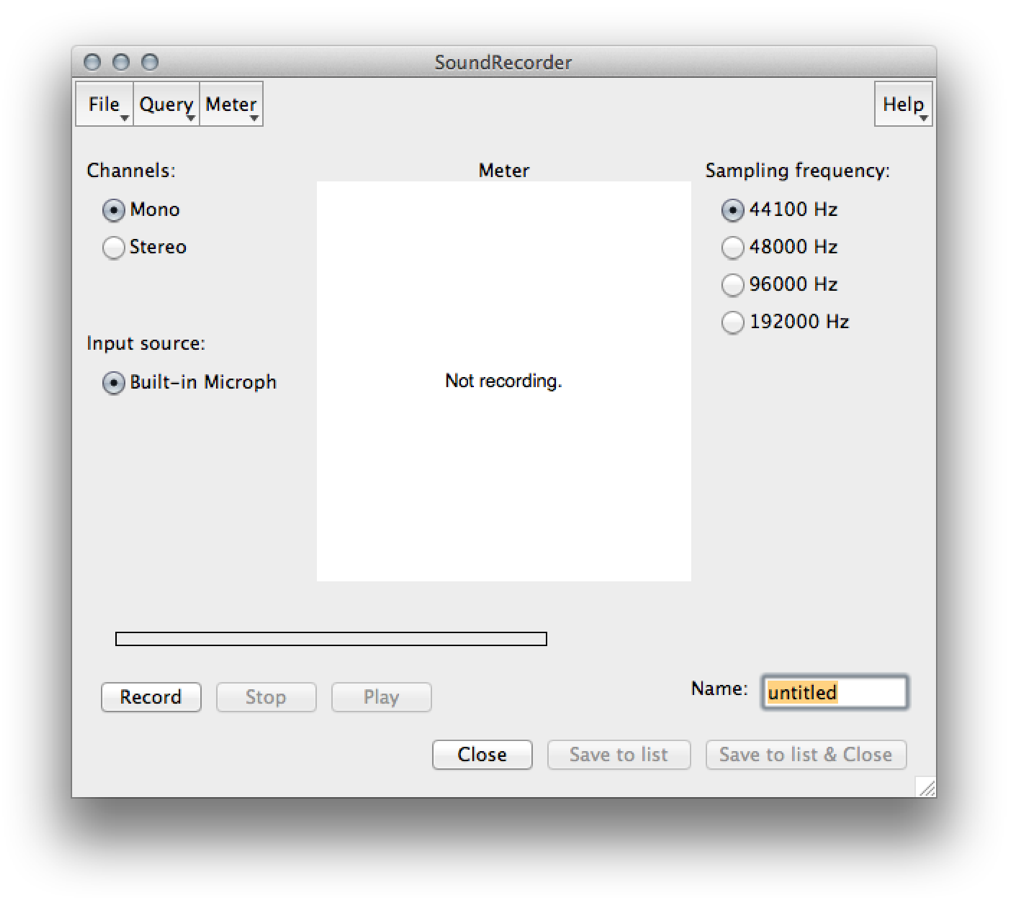 SoundRecorder
File Query Meter Help
Channels:
Mono
Stereo
Input source:
Built-in Microph
Meter
Not recording.
Sampling frequency:
44100 Hz
48000 Hz
96000 Hz
192000 Hz
Record Stop Play
Name: untitled
Close Save to list Save to list & Close